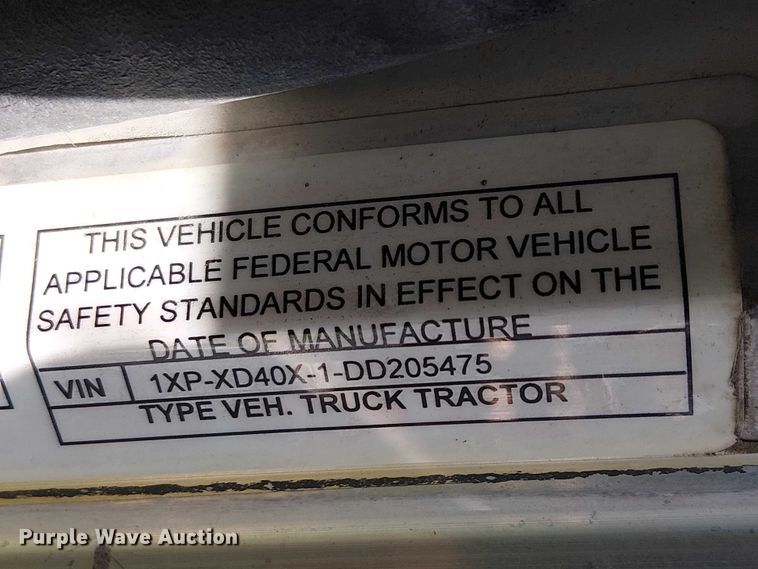 THIS VEHICLE CONFORMS TO ALL
APPLICABLE FEDERAL MOTOR VEHICLE
SAFETY STANDARDS IN EFFECT ON THE
DATE OF MANUFACTURE
VIN 1XP-XD40X-1-DD205475
TYPE VEH. TRUCK TRACTOR
Purple Wave Auction